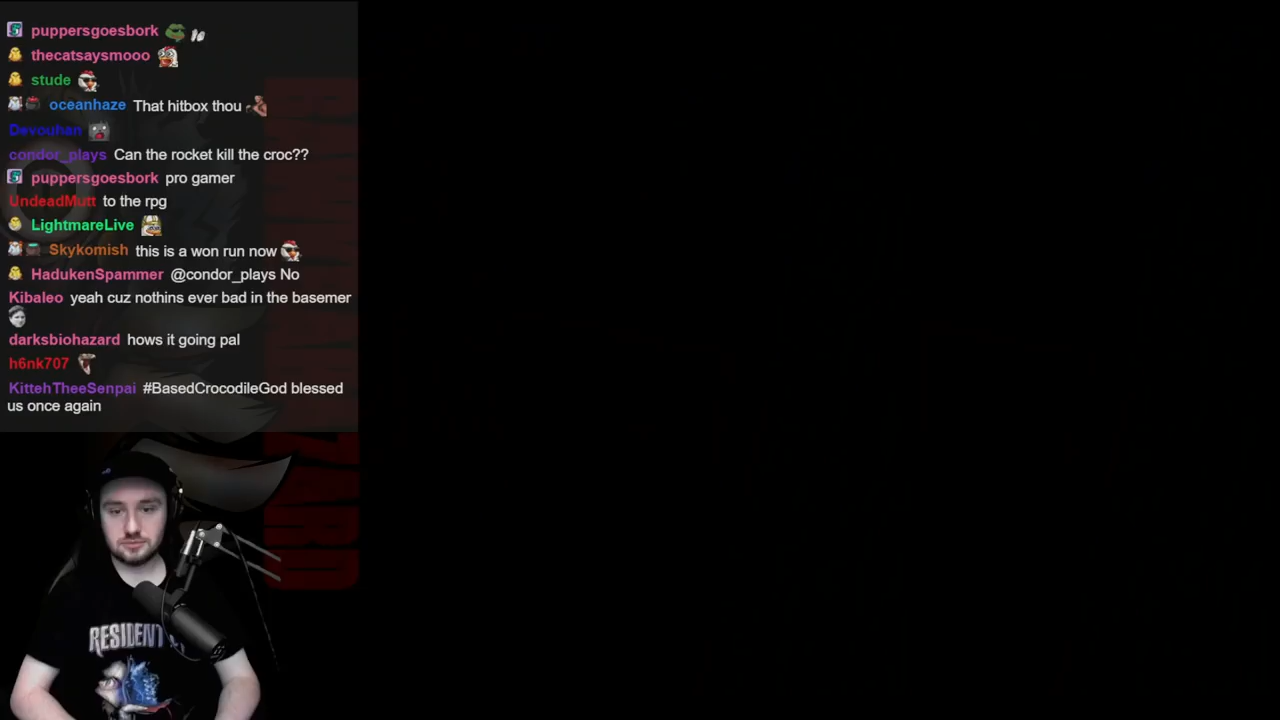 puppersgoesbork
thecatsaysmooo
stude
oceanhaze That hitbox thou
Devouhan
condor_plays Can the rocket kill the croc??
puppersgoesbork pro gamer
UndeadMutt to the rpg
LightmareLive
Skykomish this is a won run now
HadukenSpammer @condor_plays No
Kibaleo yeah cuz nothins ever bad in the basemer
darksbiohazard hows it going pal
h6nk707
KittehTheeSenpai #BasedCrocodileGod blessed
us once again
ZARD
RESIDENT